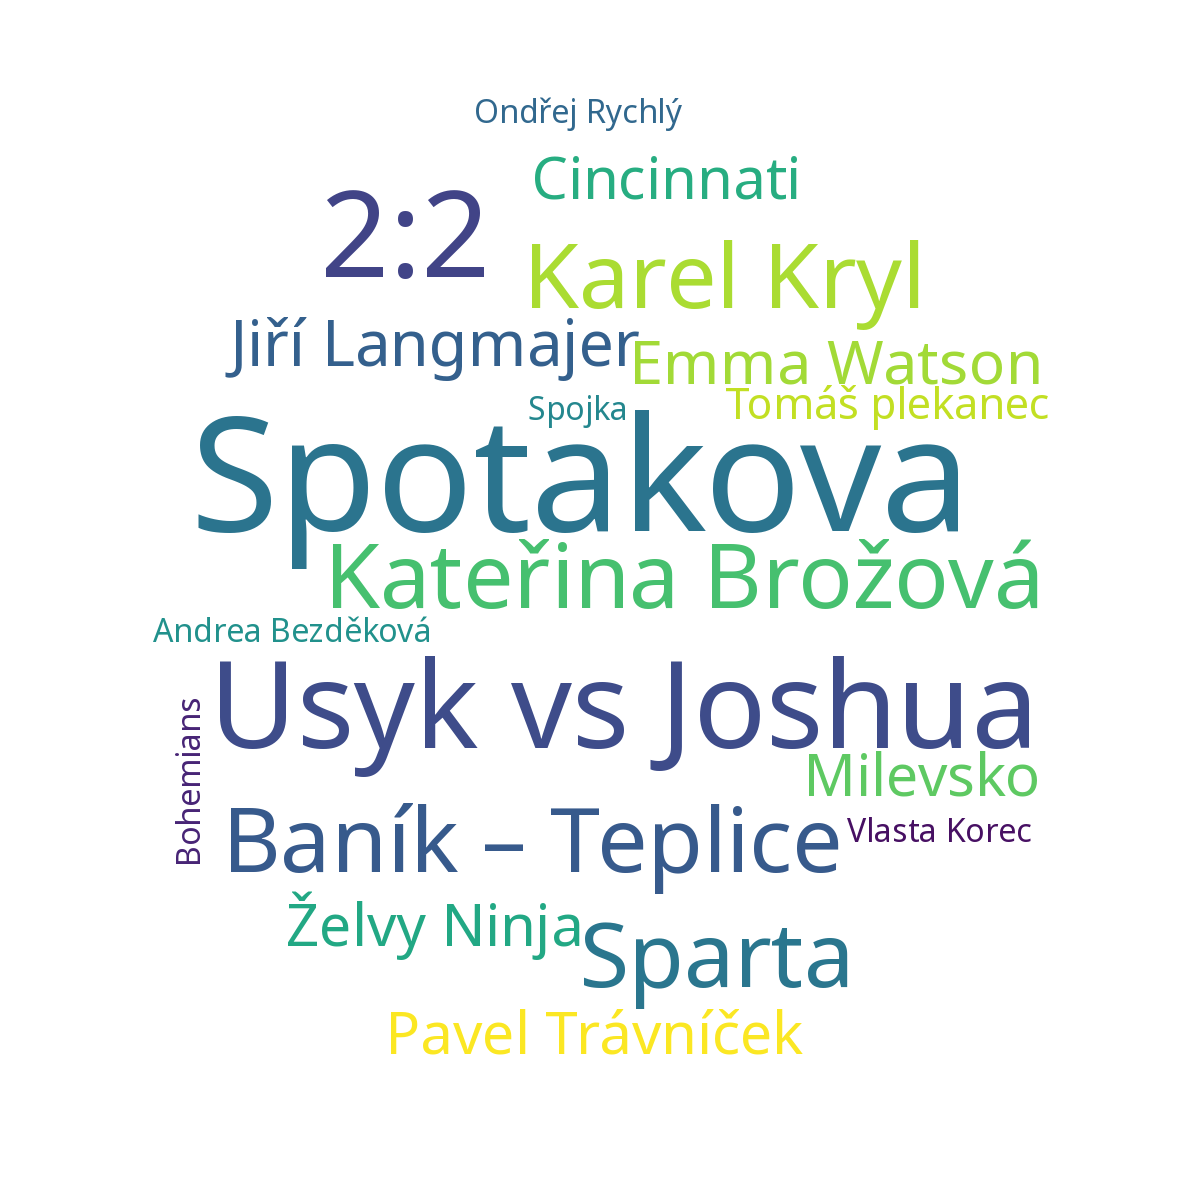 Ondřej Rychlý
Cincinnati
2:2
Karel Kryl
Jiří Langmajer
Emma Watson
Spojka
Tomáš plekanec
Spotakova
Kateřina Brožová
Andrea Bezděková
Usyk vs Joshua
Bohemians
Milevsko
Baník – Teplice
Vlasta Korec
Želvy Ninja
Sparta
Pavel Trávníček